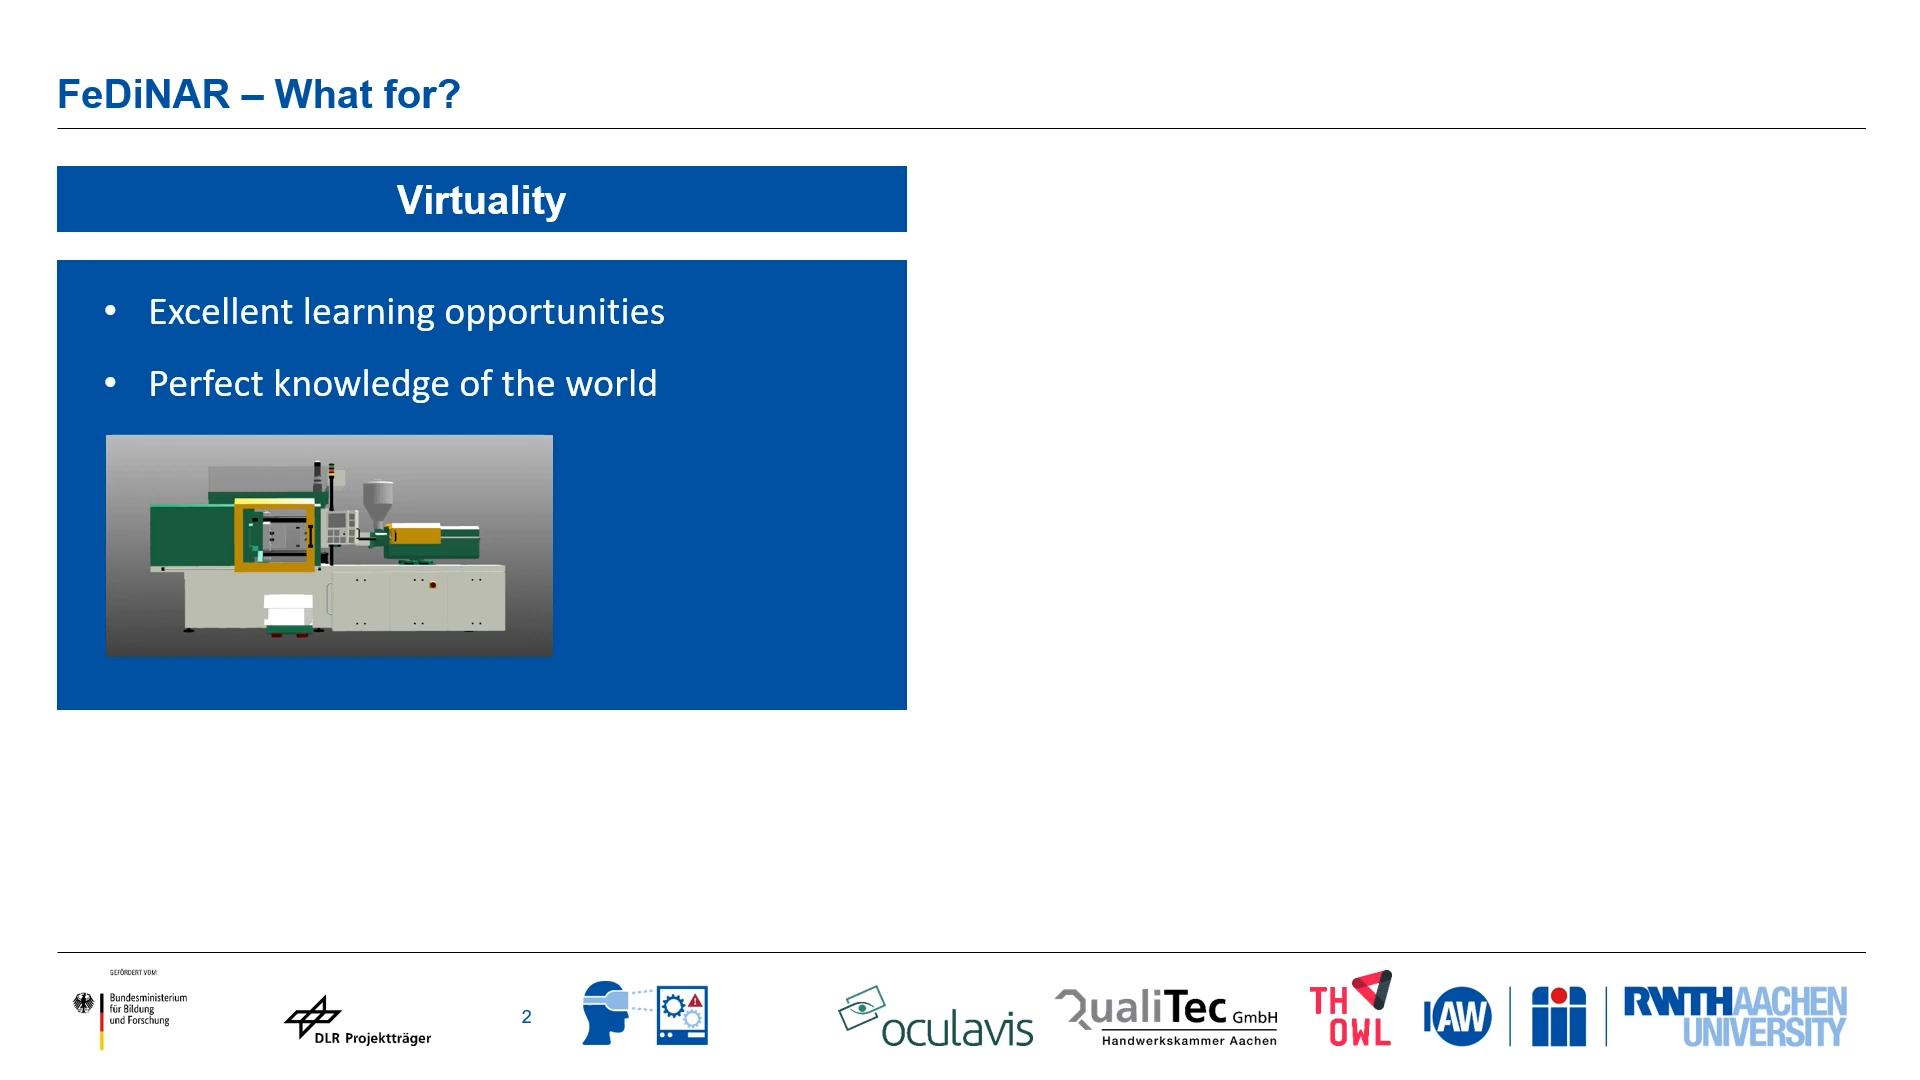 FeDiNAR – What for?
Virtuality
• Excellent learning opportunities
• Perfect knowledge of the world
GEFÖRDERT VOM
Bundesministerium
für Bildung
und Forschung
DLR Projektträger
2
oculavis
QualiTec GmbH
Handwerkskammer Aachen
TH
OWL
IAW
RWTH AACHEN
UNIVERSITY